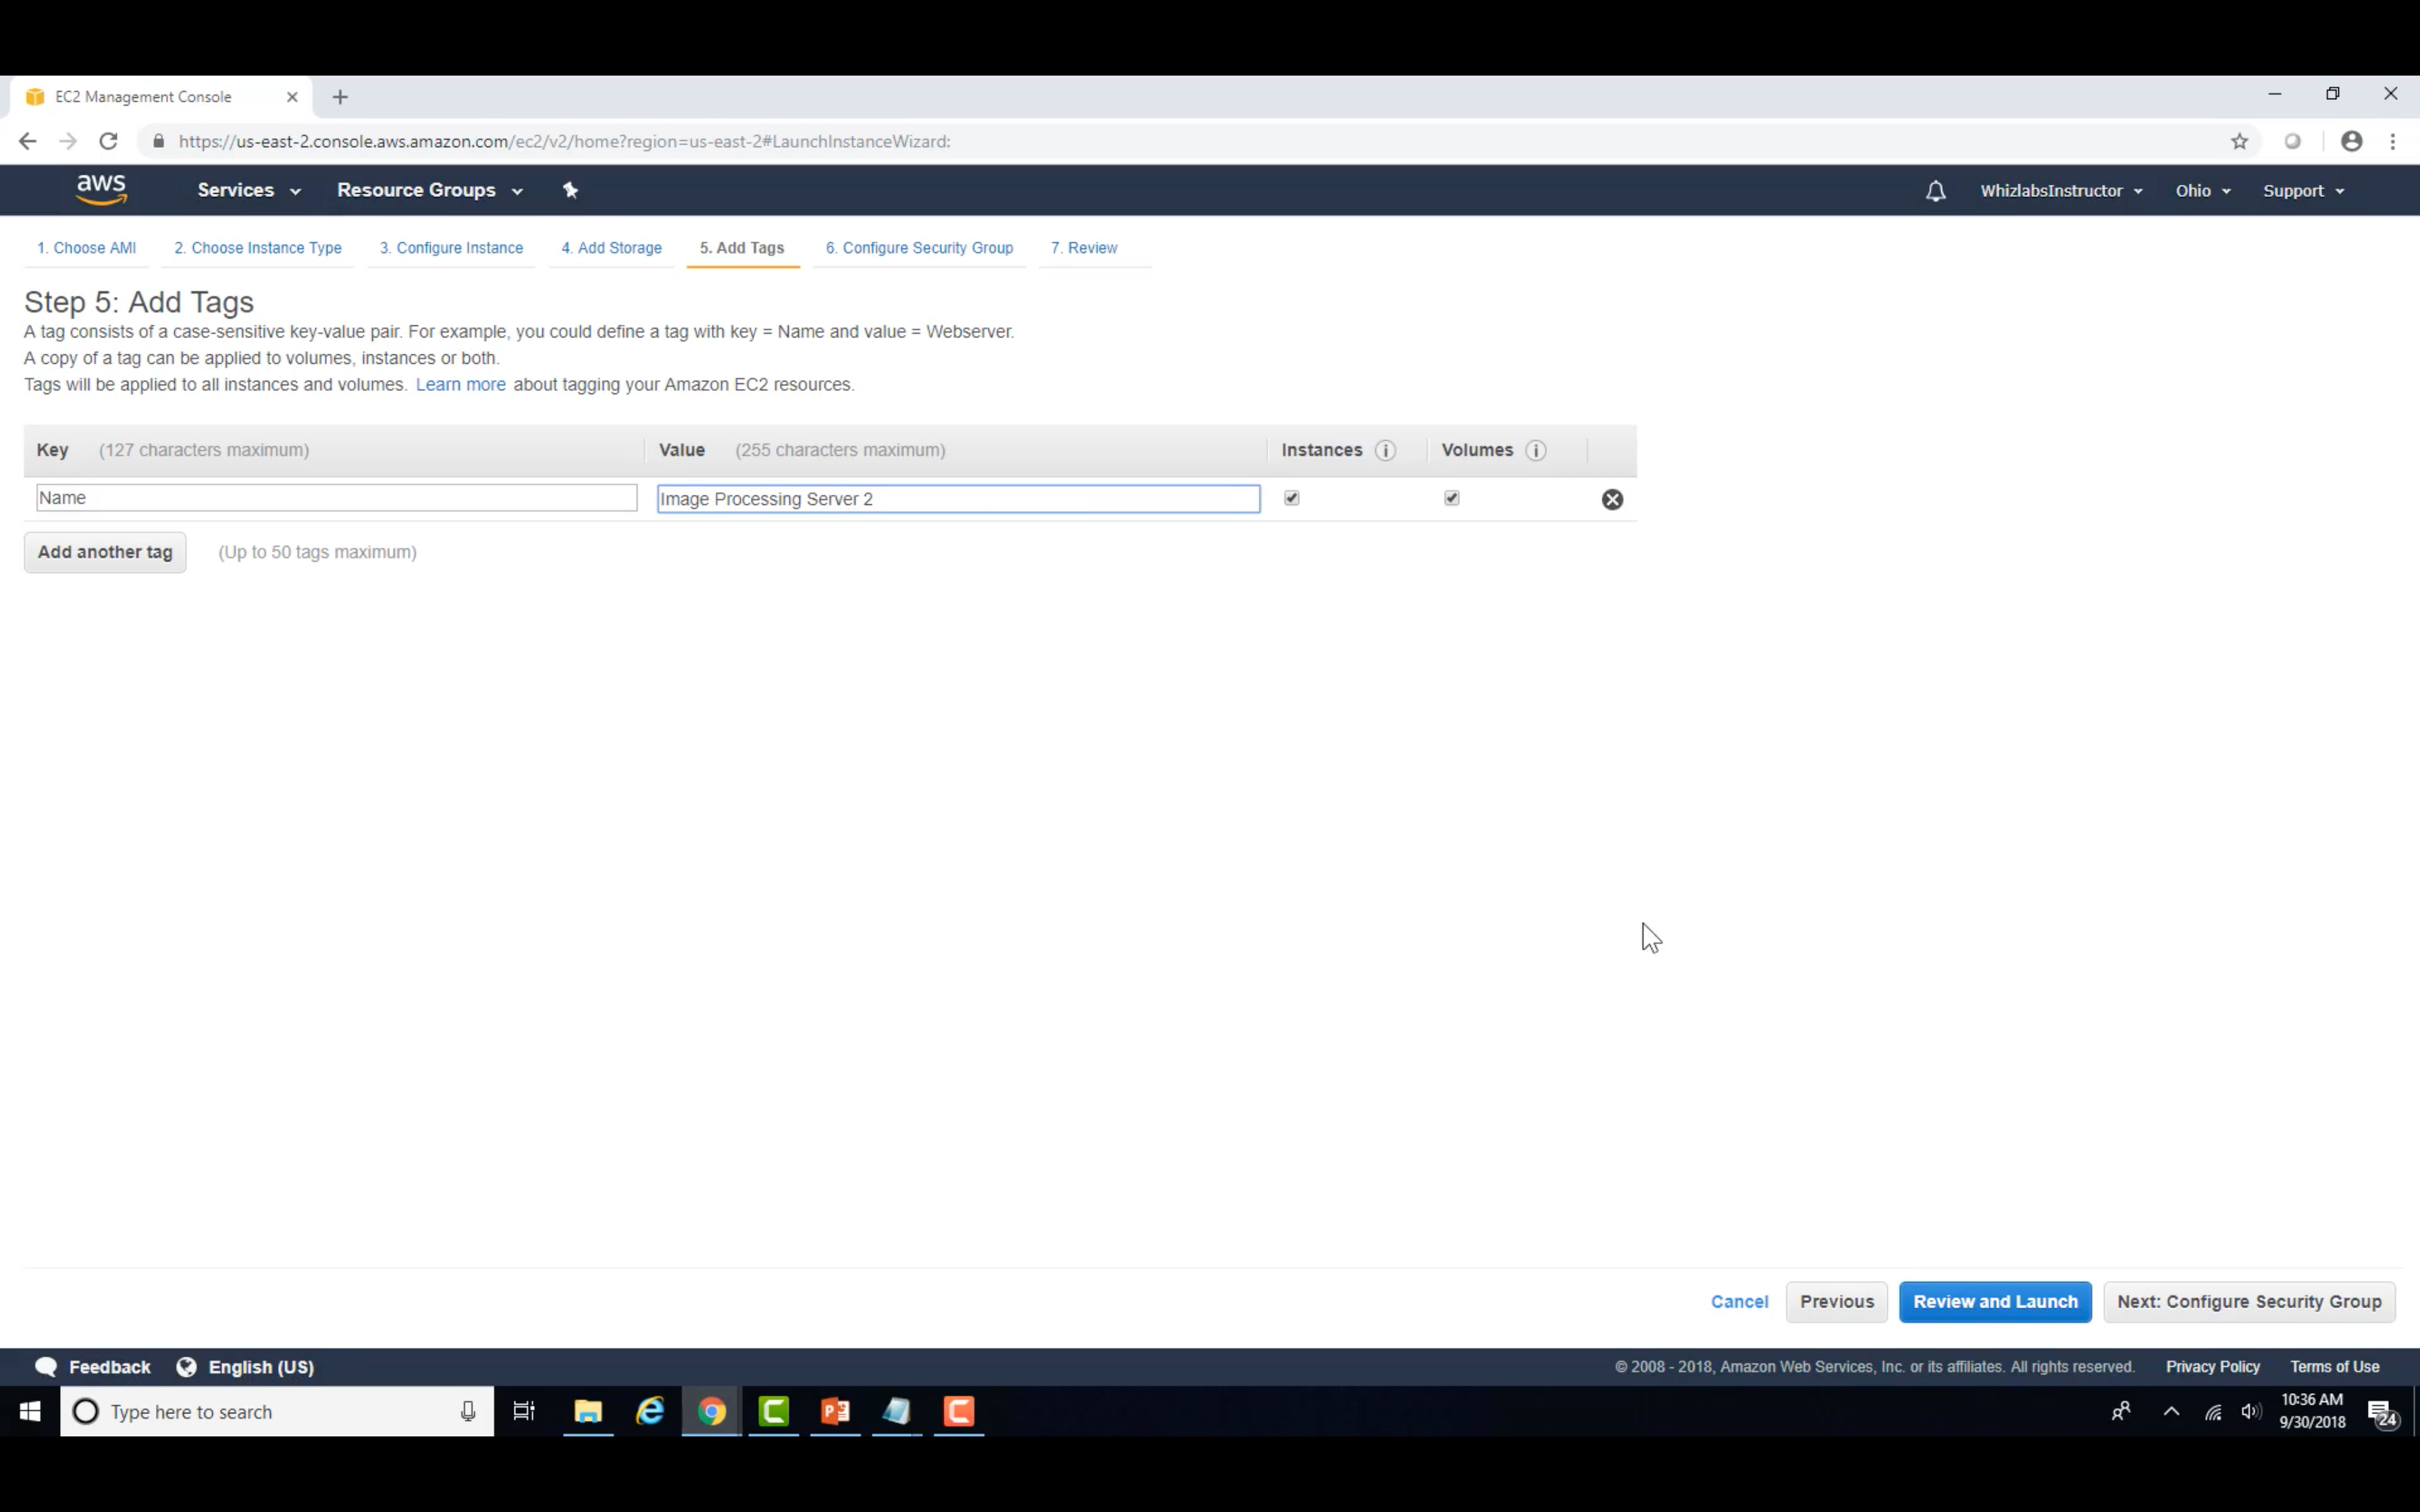 EC2 Management Console
https://us-east-2.console.aws.amazon.com/ec2/v2/home?region=us-east-2#LaunchInstanceWizard:
aws Services Resource Groups WhizlabsInstructor Ohio Support
1. Choose AMI 2. Choose Instance Type 3. Configure Instance 4. Add Storage 5. Add Tags 6. Configure Security Group 7. Review
Step 5: Add Tags
A tag consists of a case-sensitive key-value pair. For example, you could define a tag with key = Name and value = Webserver.
A copy of a tag can be applied to volumes, instances or both.
Tags will be applied to all instances and volumes. Learn more about tagging your Amazon EC2 resources.
Key (127 characters maximum) Value (255 characters maximum) Instances i Volumes i
Name Image Processing Server 2
Add another tag (Up to 50 tags maximum)
Cancel Previous Review and Launch Next: Configure Security Group
Feedback English (US) © 2008 - 2018, Amazon Web Services, Inc. or its affiliates. All rights reserved. Privacy Policy Terms of Use
Type here to search
10:36 AM
9/30/2018
24